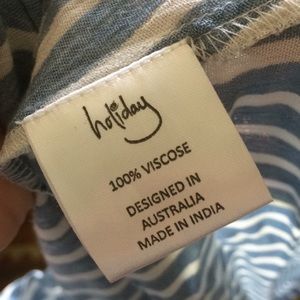 holiday
100% VISCOSE
DESIGNED IN
AUSTRALIA
MADE IN INDIA